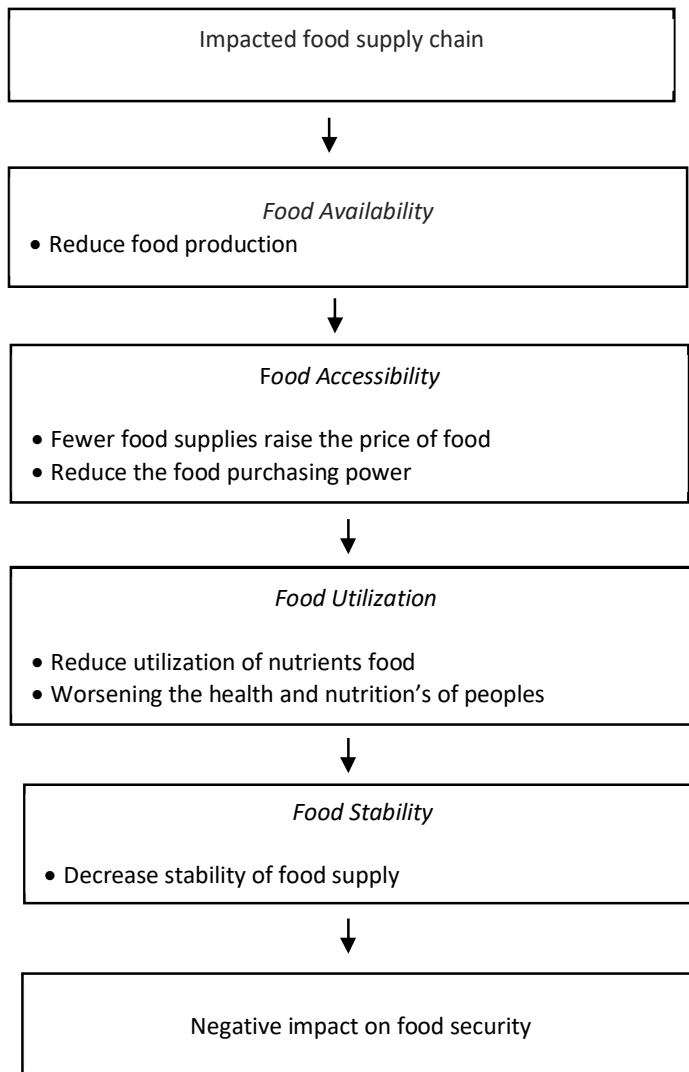 Impacted food supply chain
Food Availability
• Reduce food production
Food Accessibility
• Fewer food supplies raise the price of food
• Reduce the food purchasing power
Food Utilization
• Reduce utilization of nutrients food
• Worsening the health and nutrition’s of peoples
Food Stability
• Decrease stability of food supply
Negative impact on food security